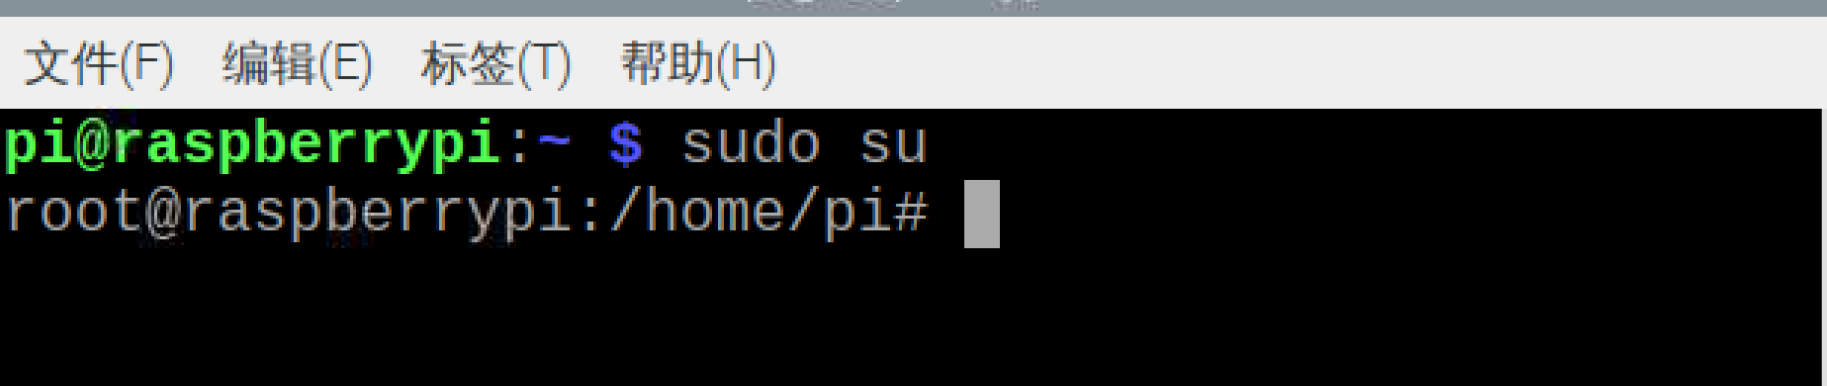 文件(F) 编辑(E) 标签(T) 帮助(H)
pi@raspberrypi:~ $ sudo su
root@raspberrypi:/home/pi#